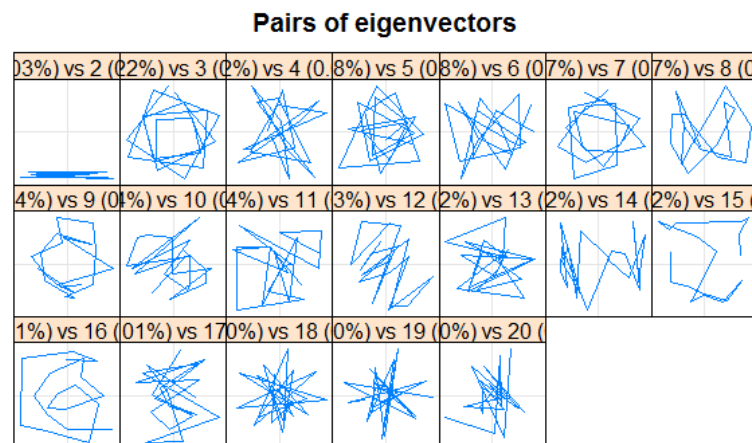 Pairs of eigenvectors
03%) vs 2 (0
22%) vs 3 (0
2%) vs 4 (0.
8%) vs 5 (0
8%) vs 6 (0
7%) vs 7 (0
7%) vs 8 (0
4%) vs 9 (0
4%) vs 10 (0
4%) vs 11 (
3%) vs 12 (
2%) vs 13 (
2%) vs 14 (
2%) vs 15 (
1%) vs 16 (
01%) vs 17
0%) vs 18 (
0%) vs 19 (
0%) vs 20 (